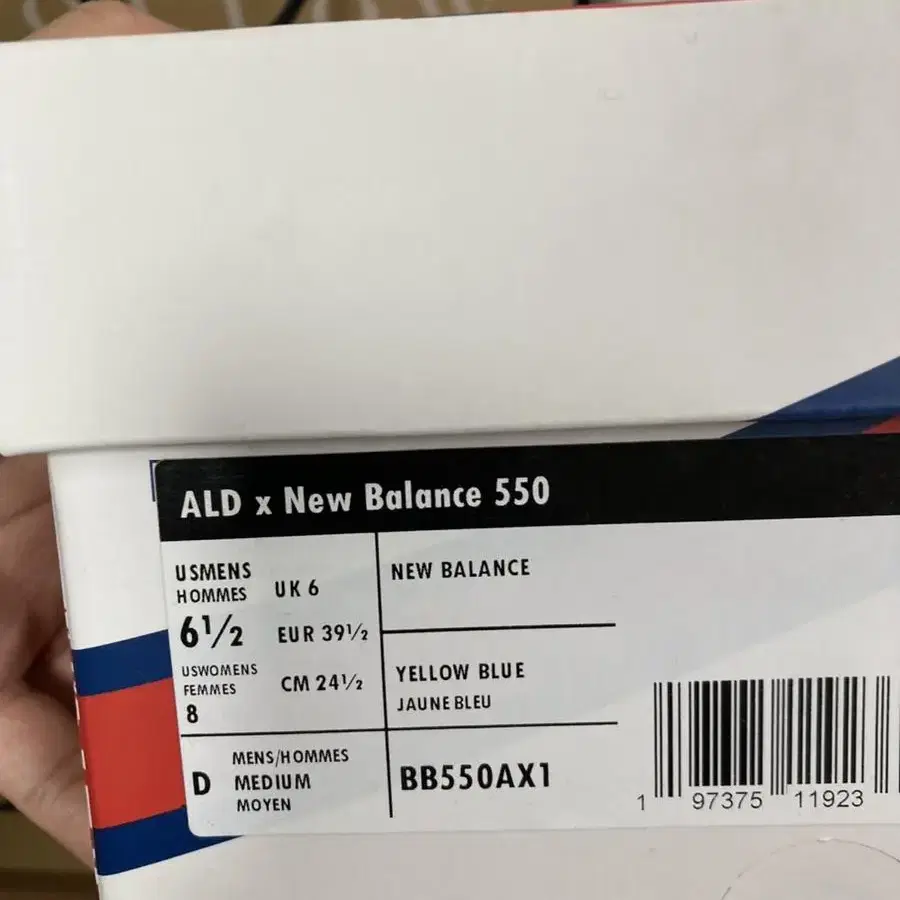 ALD x New Balance 550
USMENS
HOMMES
6½
USWOMENS
FEMMES
8
UK 6
EUR 39½
CM 24½
NEW BALANCE
YELLOW BLUE
JAUNE BLEU
D
MENS/HOMMES
MEDIUM
MOYEN
BB550AX1
1 97375 11923